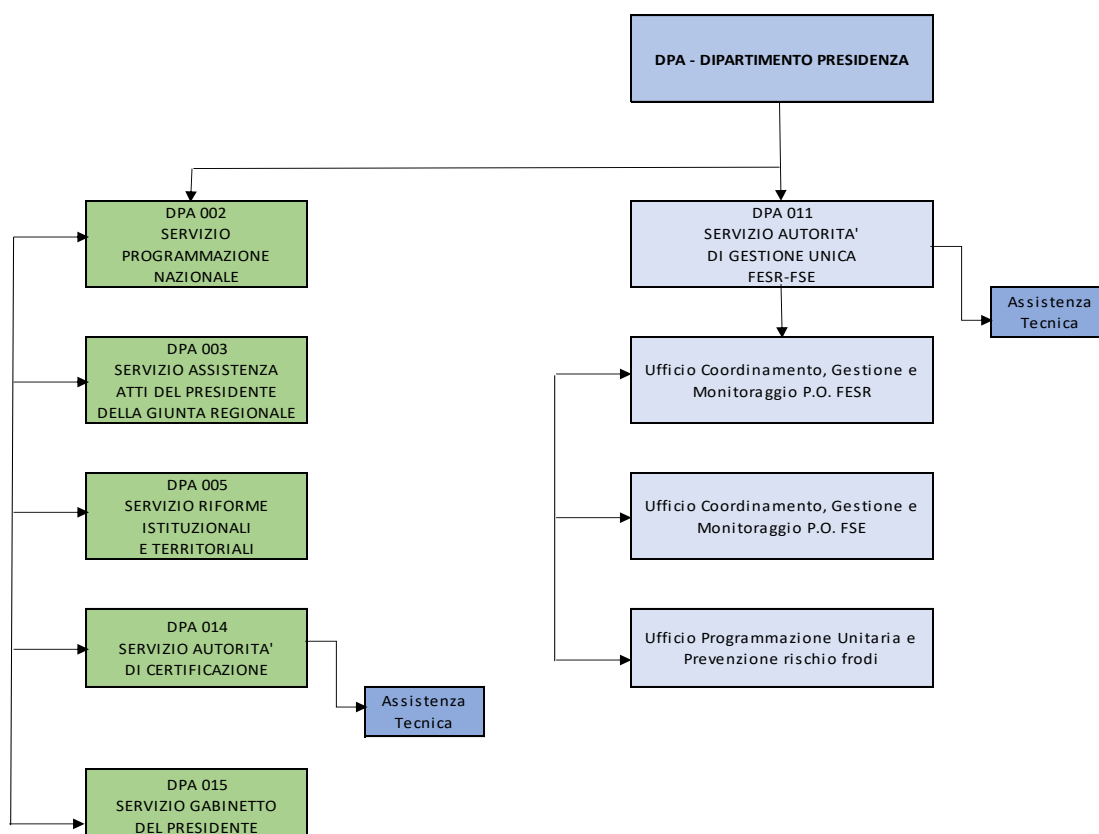 DPA - DIPARTIMENTO PRESIDENZA
DPA 002
SERVIZIO
PROGRAMMAZIONE
NAZIONALE
DPA 011
SERVIZIO AUTORITA'
DI GESTIONE UNICA
FESR-FSE
Assistenza
Tecnica
DPA 003
SERVIZIO ASSISTENZA
ATTI DEL PRESIDENTE
DELLA GIUNTA REGIONALE
Ufficio Coordinamento, Gestione e
Monitoraggio P.O. FESR
DPA 005
SERVIZIO RIFORME
ISTITUZIONALI
E TERRITORIALI
Ufficio Coordinamento, Gestione e
Monitoraggio P.O. FSE
DPA 014
SERVIZIO AUTORITA'
DI CERTIFICAZIONE
Ufficio Programmazione Unitaria e
Prevenzione rischio frodi
Assistenza
Tecnica
DPA 015
SERVIZIO GABINETTO
DEL PRESIDENTE